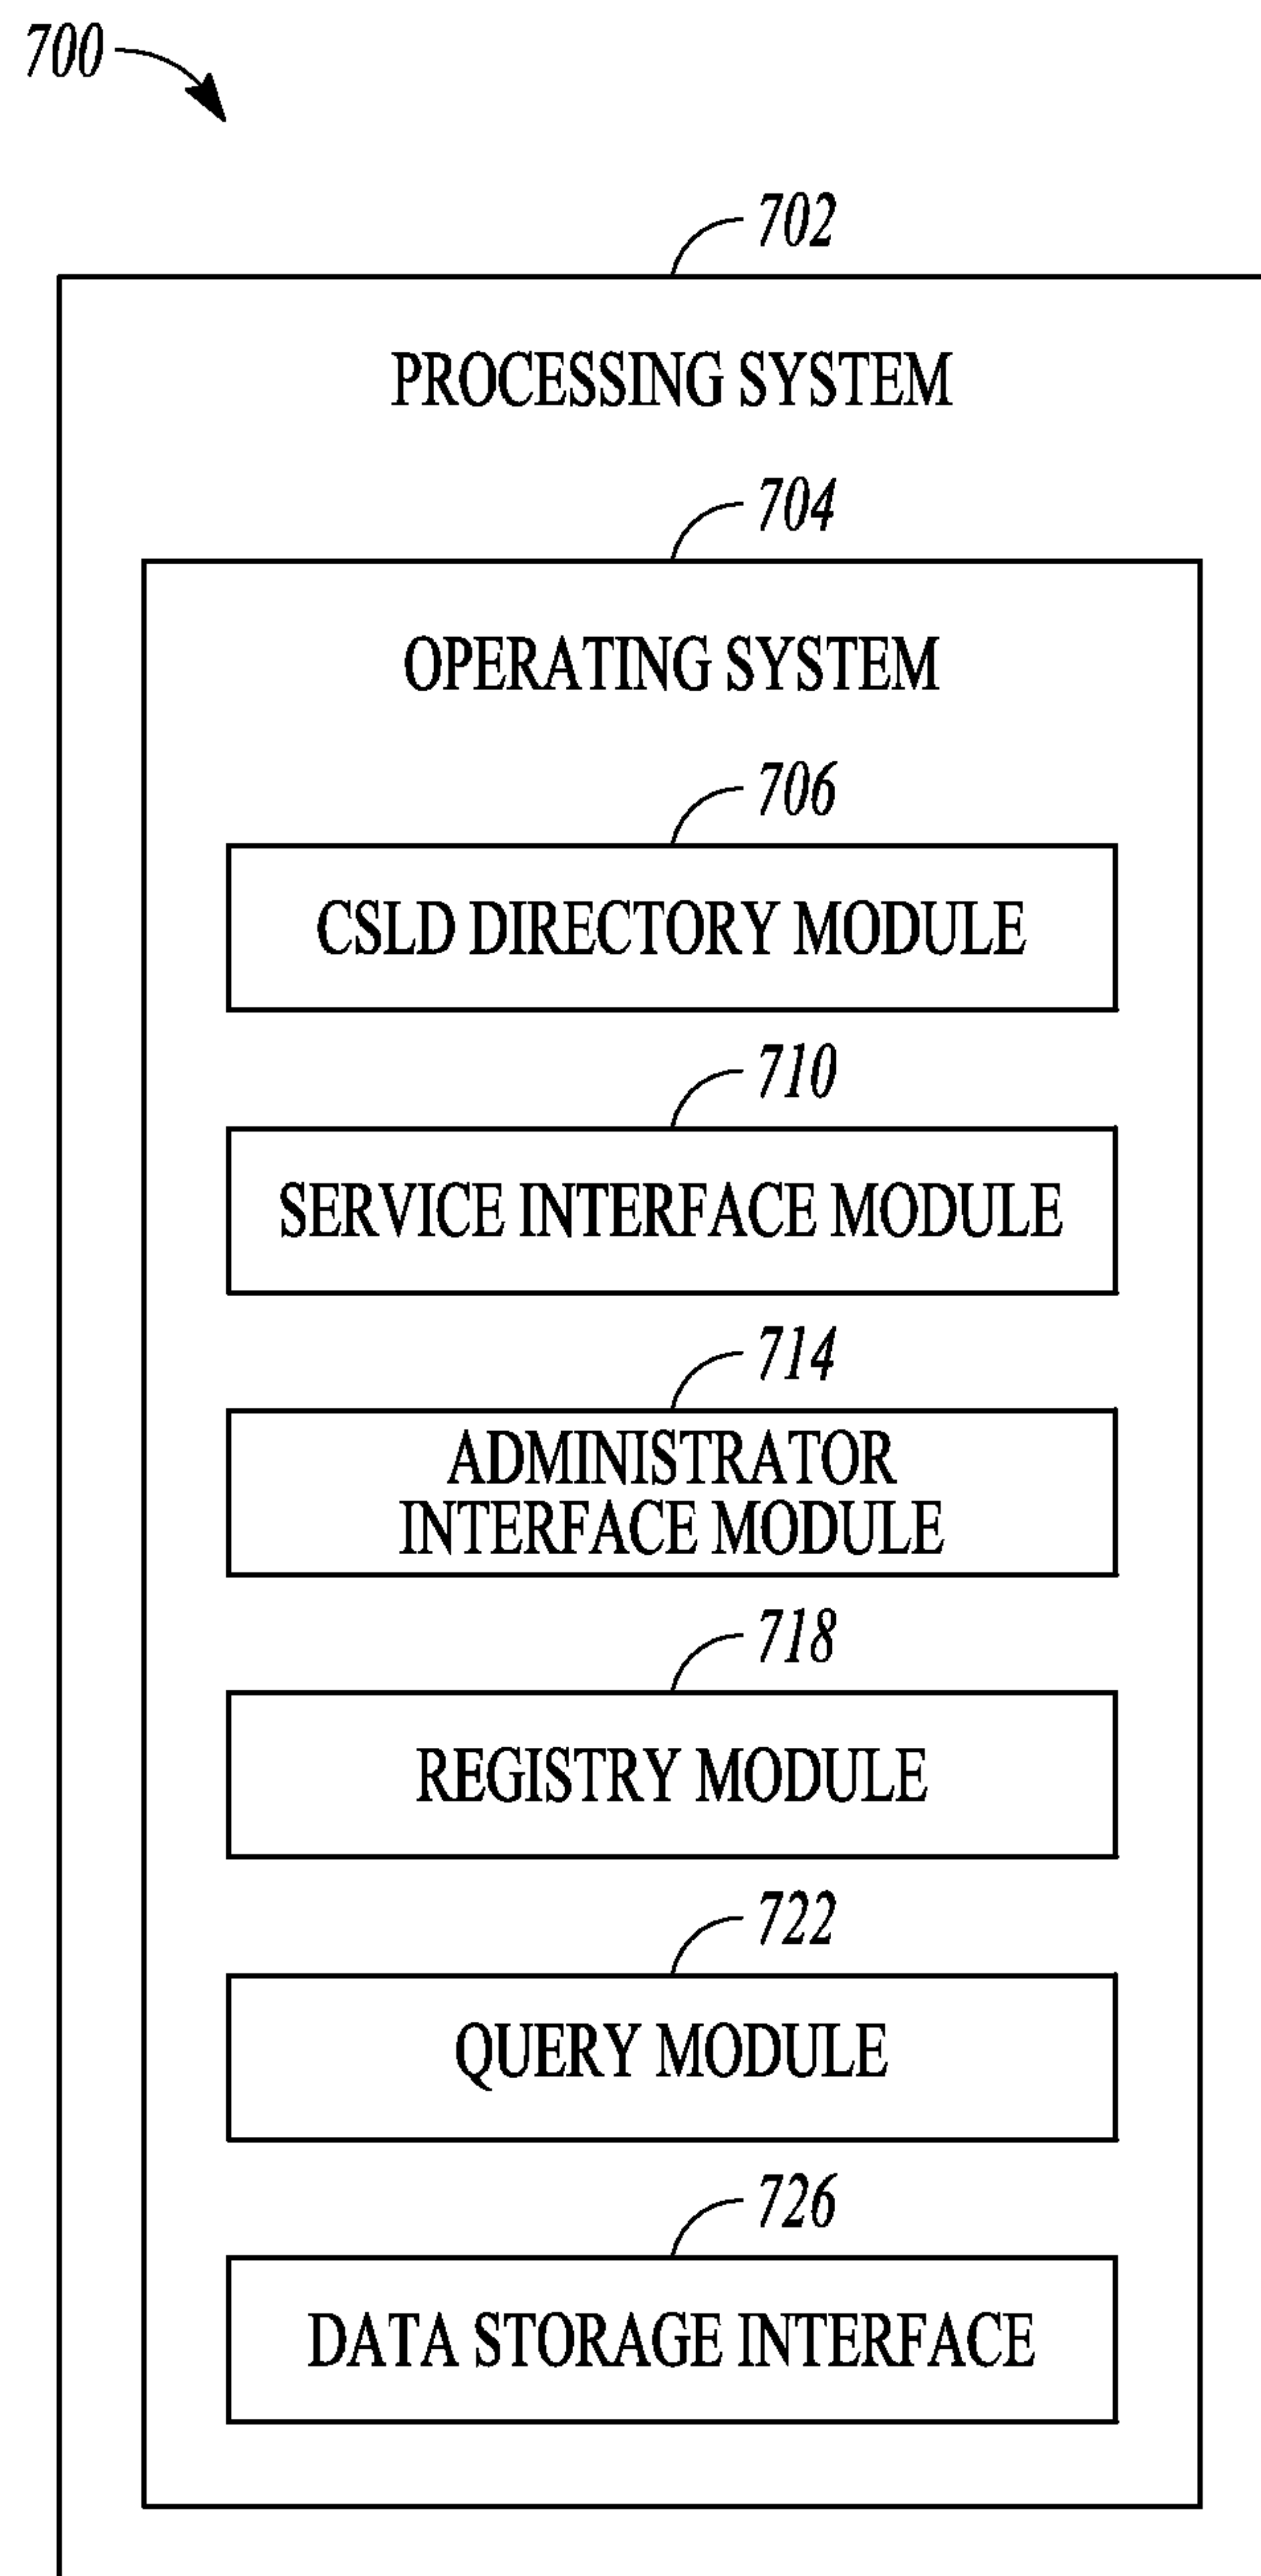 700
702
PROCESSING SYSTEM
704
OPERATING SYSTEM
706
CSLD DIRECTORY MODULE
710
SERVICE INTERFACE MODULE
714
ADMINISTRATOR
INTERFACE MODULE
718
REGISTRY MODULE
722
QUERY MODULE
726
DATA STORAGE INTERFACE